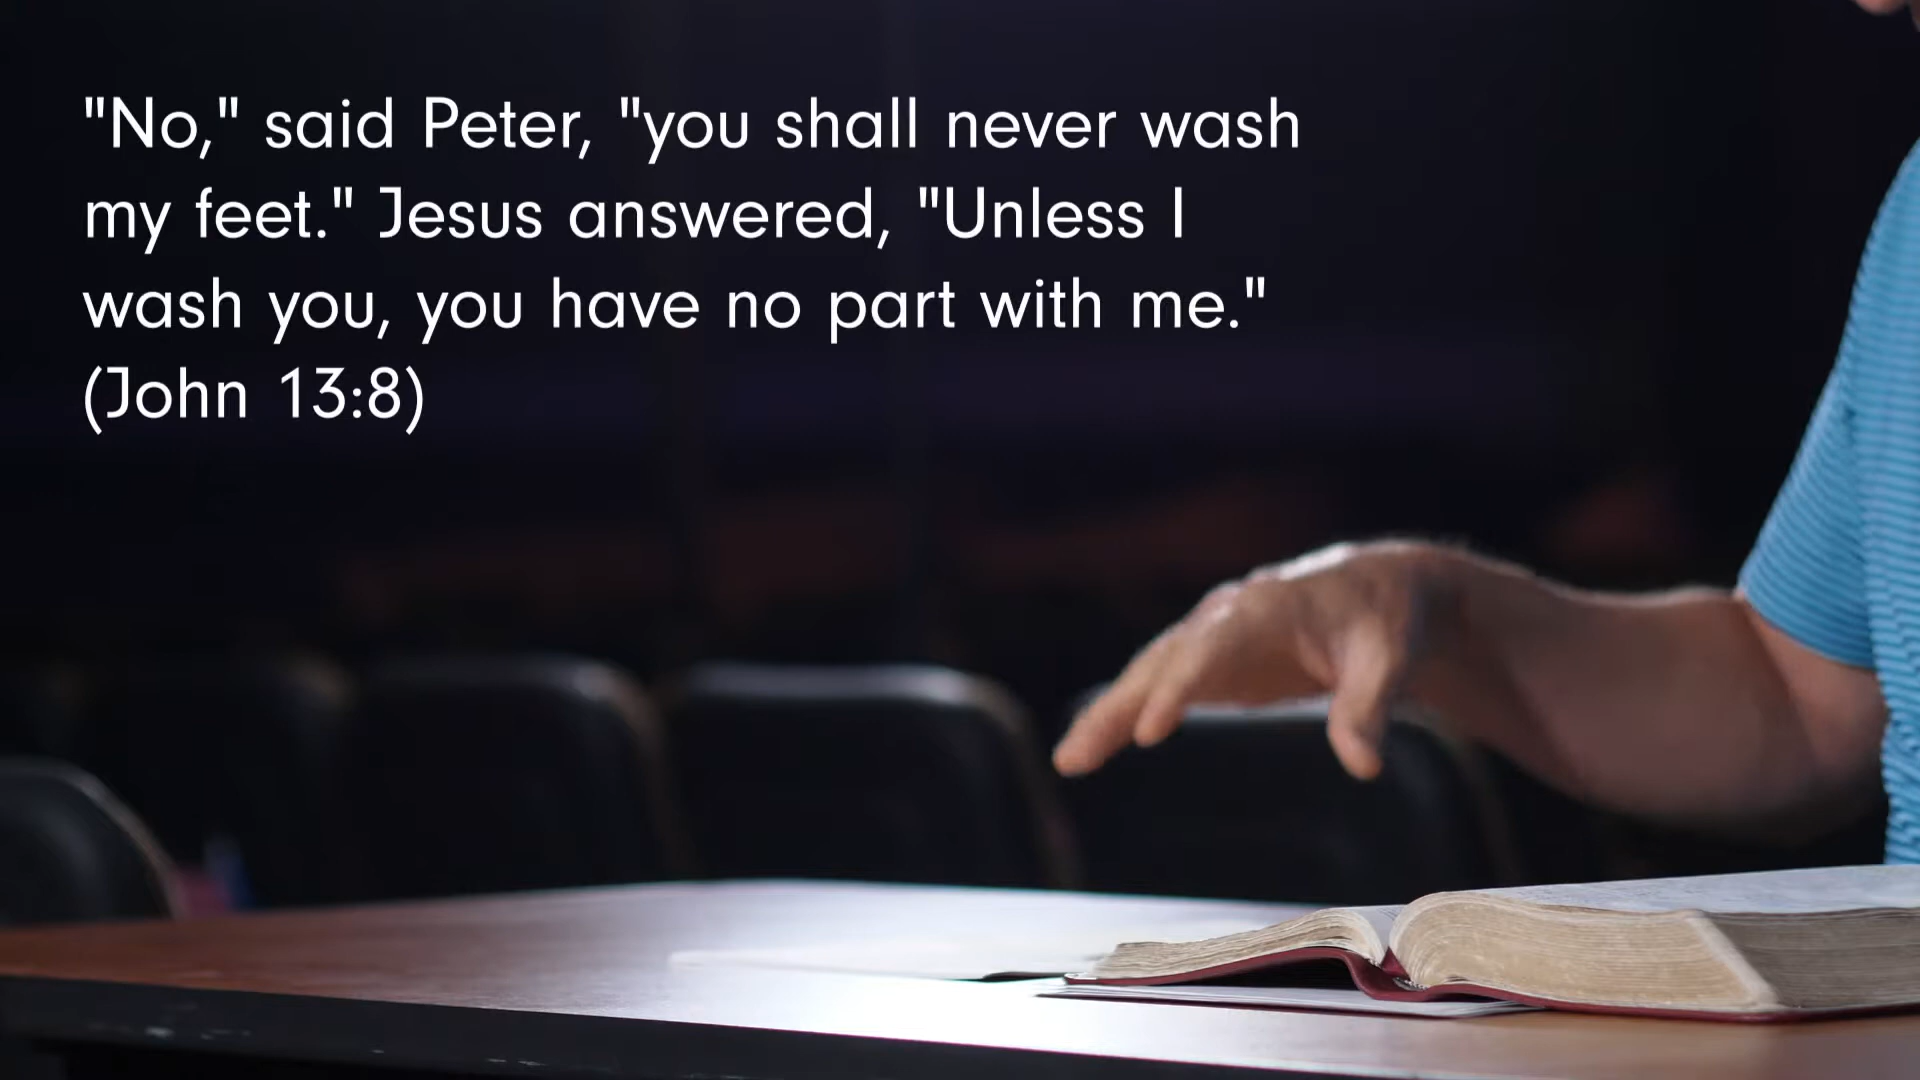 "No," said Peter, "you shall never wash
my feet." Jesus answered, "Unless I
wash you, you have no part with me."
(John 13:8)